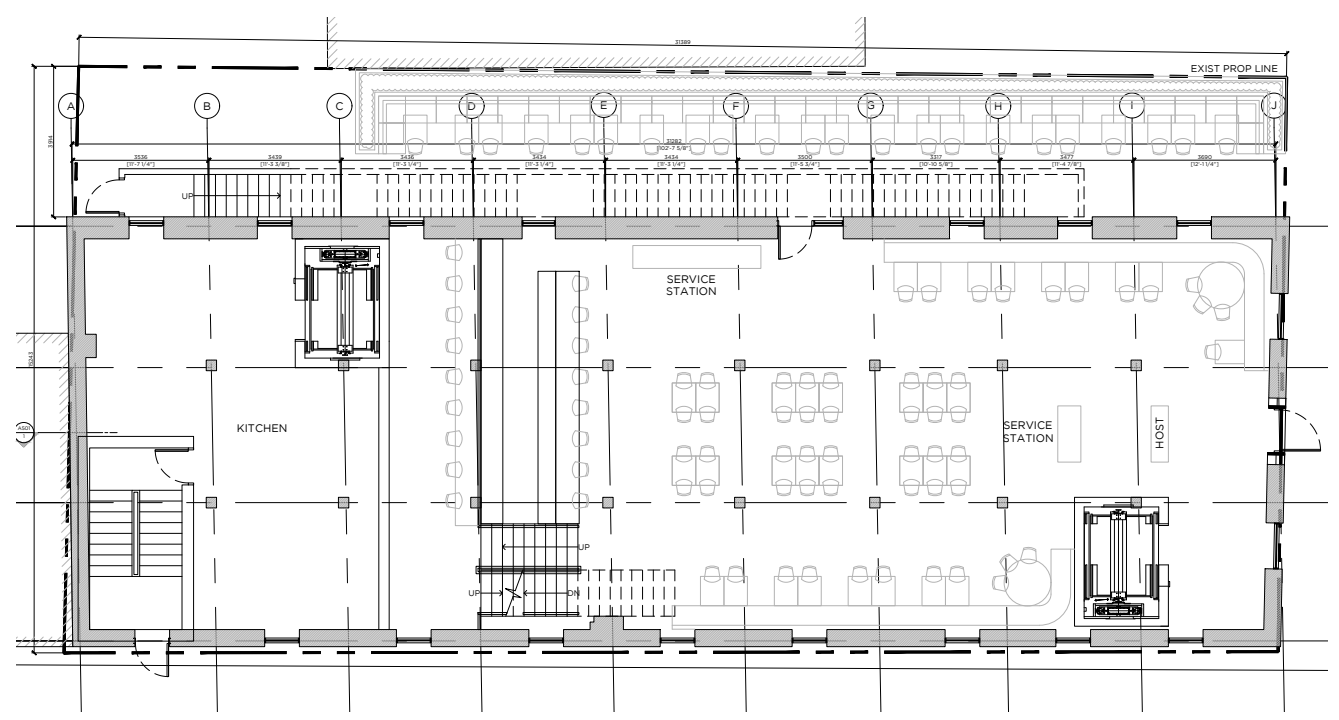 31389
EXIST PROP LINE
A
B
C
D
E
F
G
H
I
J
31282
[102'-7 5/8"]
3536
[11'-7 1/4"]
3439
[11'-3 3/8"]
3436
[11'-3 1/4"]
3434
[11'-3 1/4"]
3434
[11'-3 1/4"]
3500
[11'-5 3/4"]
3317
[10'-10 5/8"]
3477
[11'-4 7/8"]
3690
[12'-1 1/4"]
UP
SERVICE
STATION
KITCHEN
SERVICE
STATION
HOST
A501
1
UP
UP
DN